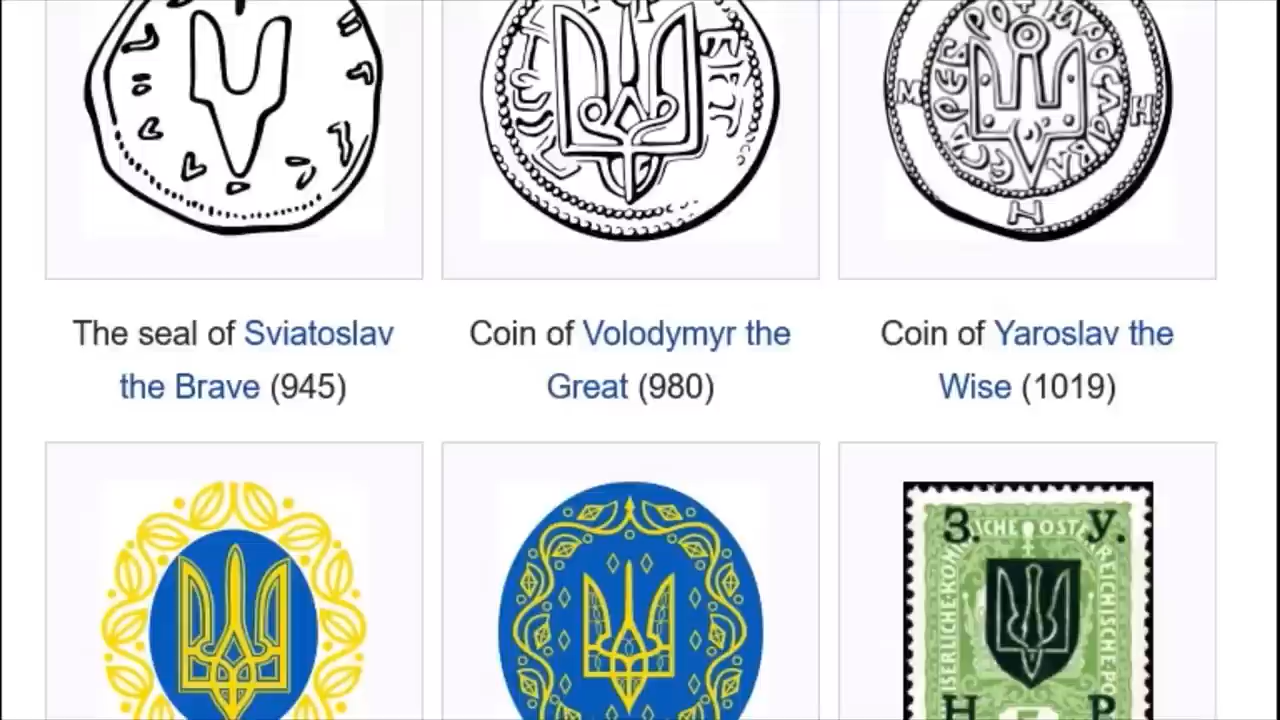 The seal of Sviatoslav
the Brave (945)
Coin of Volodymyr the
Great (980)
Coin of Yaroslav the
Wise (1019)
М
Н
Н
З. У.
Н Р